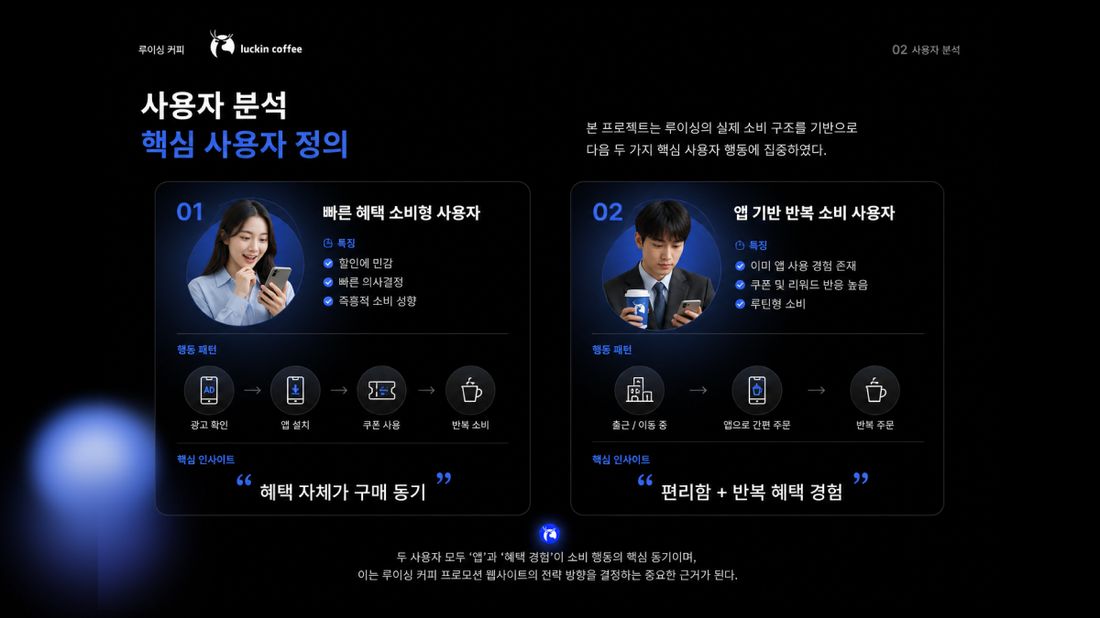 루이싱 커피
luckin coffee
02 사용자 분석
사용자 분석
핵심 사용자 정의
본 프로젝트는 루이싱의 실제 소비 구조를 기반으로
다음 두 가지 핵심 사용자 행동에 집중하였다.
01
빠른 혜택 소비형 사용자
특징
할인에 민감
빠른 의사결정
즉흥적 소비 성향
행동 패턴
AD
광고 확인
앱 설치
쿠폰 사용
반복 소비
핵심 인사이트
“ 혜택 자체가 구매 동기 ”
02
앱 기반 반복 소비 사용자
특징
이미 앱 사용 경험 존재
쿠폰 및 리워드 반응 높음
루틴형 소비
행동 패턴
출근 / 이동 중
앱으로 간편 주문
반복 주문
핵심 인사이트
“ 편리함 + 반복 혜택 경험 ”
두 사용자 모두 ‘앱’과 ‘혜택 경험’이 소비 행동의 핵심 동기이며,
이는 루이싱 커피 프로모션 웹사이트의 전략 방향을 결정하는 중요한 근거가 된다.